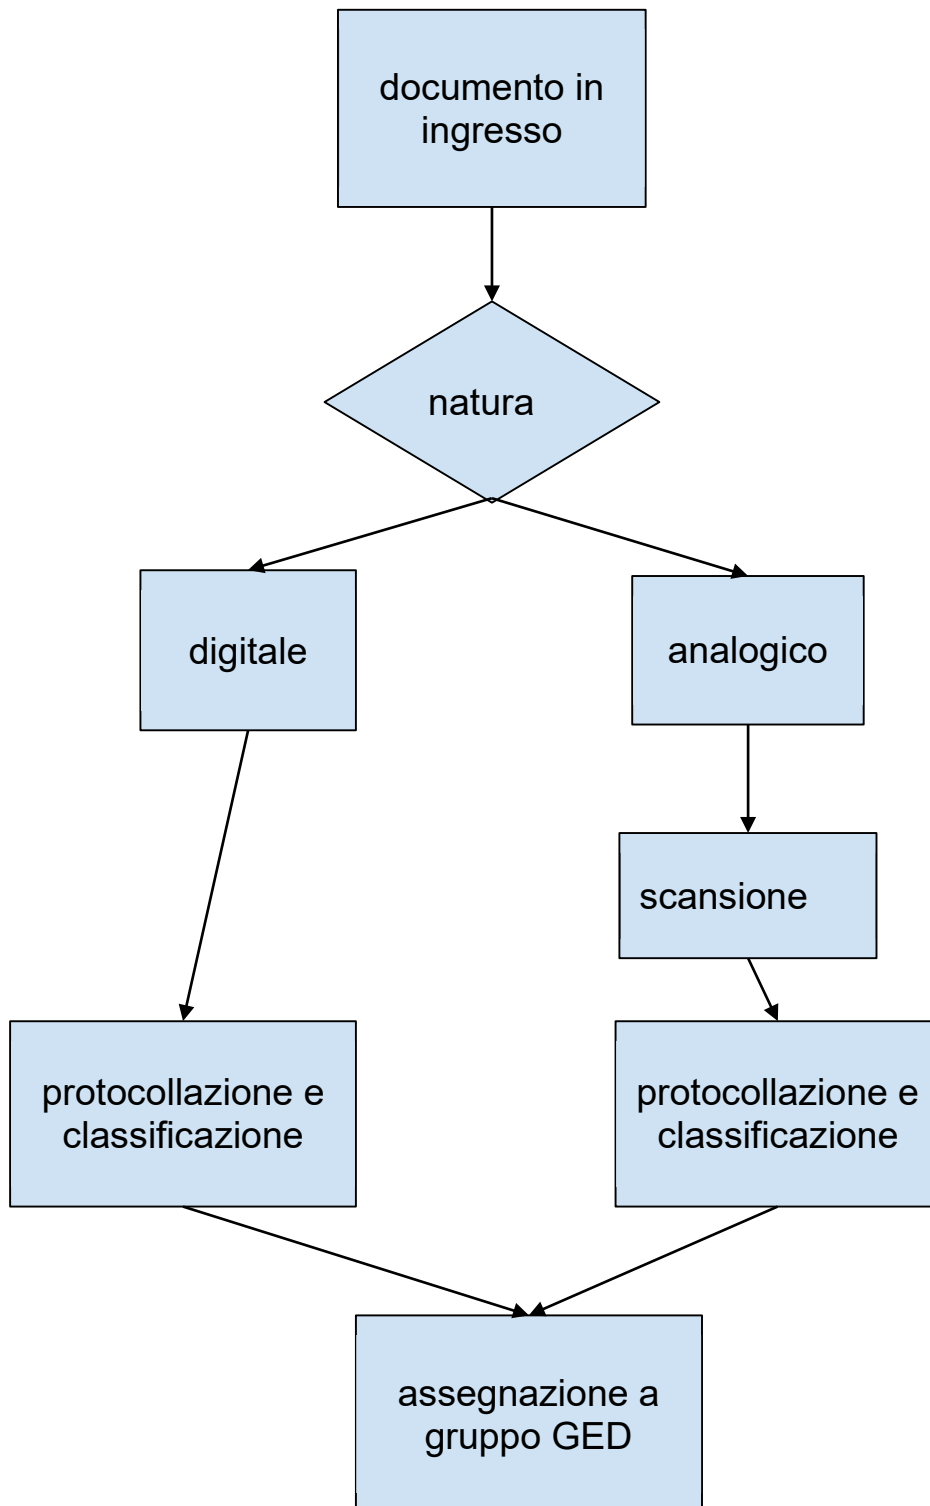 documento in
ingresso
natura
digitale
analogico
scansione
protocollazione e
classificazione
protocollazione e
classificazione
assegnazione a
gruppo GED